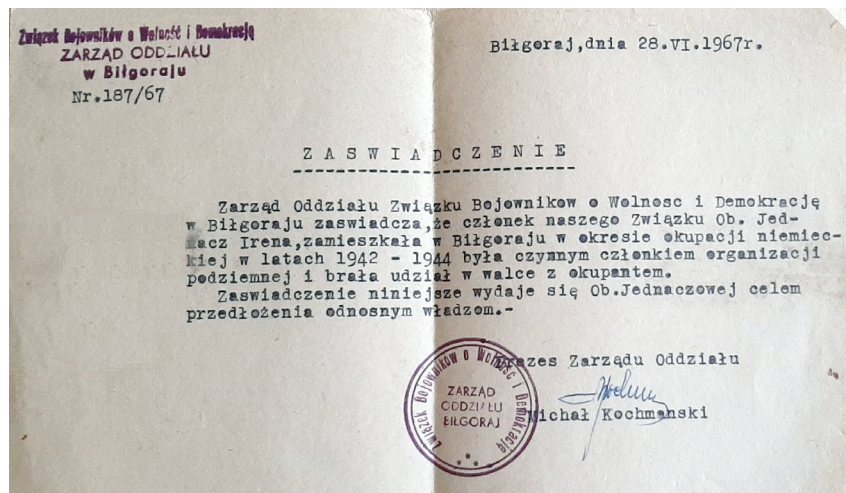 Związek Bojowników o Wolność i Demokrację
ZARZĄD ODDZIAŁU
w Biłgoraju
Nr.187/67
Biłgoraj,dnia 28.VI.1967r.
ZASWIADCZENIE
Zarząd Oddziału Związku Bojownikow o Wolnosc i Demokrację
w Biłgoraju zaswiadcza,że członek naszego Związku Ob. Jed-
nacz Irena,zamieszkała w Biłgoraju w okresie okupacji niemiec-
kiej w latach 1942 - 1944 była czynnym członkiem organizacji
podziemnej i brała udział w walce z okupantem.
Zaswiadczenie niniejsze wydaje się Ob.Jednaczowej celem
przedłożenia odnosnym władzom.-
Prezes Zarządu Oddziału
Michał Kochmanski
Związek Bojowników o Wolność i Demokrację
ZARZĄD
ODDZIAŁU
BIŁGORAJ